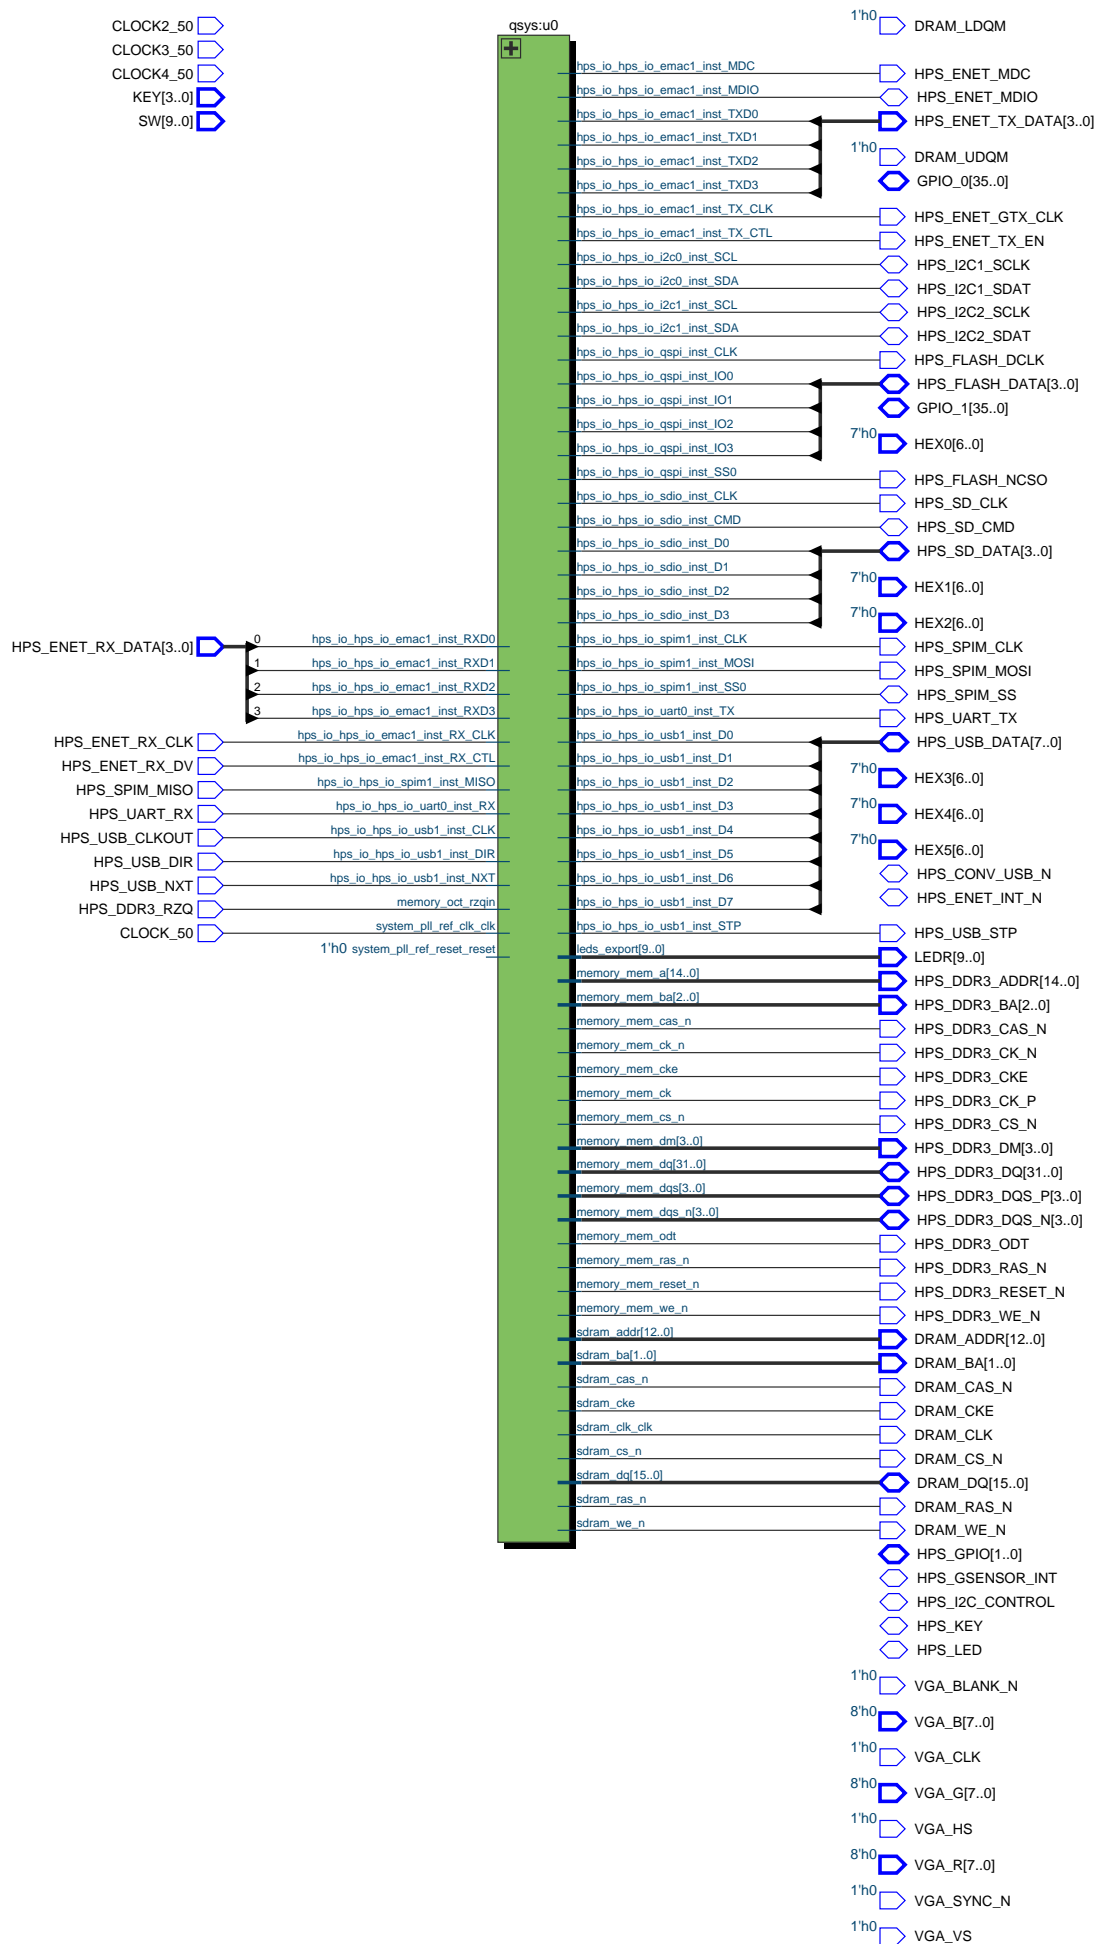 CLOCK2_50
CLOCK3_50
CLOCK4_50
KEY[3..0]
SW[9..0]
HPS_ENET_RX_DATA[3..0]
0 hps_io_hps_io_emac1_inst_RXD0
1 hps_io_hps_io_emac1_inst_RXD1
2 hps_io_hps_io_emac1_inst_RXD2
3 hps_io_hps_io_emac1_inst_RXD3
HPS_ENET_RX_CLK hps_io_hps_io_emac1_inst_RX_CLK
HPS_ENET_RX_DV hps_io_hps_io_emac1_inst_RX_CTL
HPS_SPIM_MISO hps_io_hps_io_spim1_inst_MISO
HPS_UART_RX hps_io_hps_io_uart0_inst_RX
HPS_USB_CLKOUT hps_io_hps_io_usb1_inst_CLK
HPS_USB_DIR hps_io_hps_io_usb1_inst_DIR
HPS_USB_NXT hps_io_hps_io_usb1_inst_NXT
HPS_DDR3_RZQ memory_oct_rzqin
CLOCK_50 system_pll_ref_clk_clk
1'h0 system_pll_ref_reset_reset
qsys:u0
1'h0 DRAM_LDQM
hps_io_hps_io_emac1_inst_MDC HPS_ENET_MDC
hps_io_hps_io_emac1_inst_MDIO HPS_ENET_MDIO
hps_io_hps_io_emac1_inst_TXD0 HPS_ENET_TX_DATA[3..0]
hps_io_hps_io_emac1_inst_TXD1
1'h0 DRAM_UDQM
hps_io_hps_io_emac1_inst_TXD2
GPIO_0[35..0]
hps_io_hps_io_emac1_inst_TXD3
hps_io_hps_io_emac1_inst_TX_CLK HPS_ENET_GTX_CLK
hps_io_hps_io_emac1_inst_TX_CTL HPS_ENET_TX_EN
hps_io_hps_io_i2c0_inst_SCL HPS_I2C1_SCLK
hps_io_hps_io_i2c0_inst_SDA HPS_I2C1_SDAT
hps_io_hps_io_i2c1_inst_SCL HPS_I2C2_SCLK
hps_io_hps_io_i2c1_inst_SDA HPS_I2C2_SDAT
hps_io_hps_io_qspi_inst_CLK HPS_FLASH_DCLK
hps_io_hps_io_qspi_inst_IO0 HPS_FLASH_DATA[3..0]
hps_io_hps_io_qspi_inst_IO1 GPIO_1[35..0]
hps_io_hps_io_qspi_inst_IO2
7'h0 HEX0[6..0]
hps_io_hps_io_qspi_inst_IO3
hps_io_hps_io_qspi_inst_SS0 HPS_FLASH_NCSO
hps_io_hps_io_sdio_inst_CLK HPS_SD_CLK
hps_io_hps_io_sdio_inst_CMD HPS_SD_CMD
hps_io_hps_io_sdio_inst_D0 HPS_SD_DATA[3..0]
hps_io_hps_io_sdio_inst_D1
7'h0 HEX1[6..0]
hps_io_hps_io_sdio_inst_D2
hps_io_hps_io_sdio_inst_D3
7'h0 HEX2[6..0]
hps_io_hps_io_spim1_inst_CLK HPS_SPIM_CLK
hps_io_hps_io_spim1_inst_MOSI HPS_SPIM_MOSI
hps_io_hps_io_spim1_inst_SS0 HPS_SPIM_SS
hps_io_hps_io_uart0_inst_TX HPS_UART_TX
hps_io_hps_io_usb1_inst_D0 HPS_USB_DATA[7..0]
hps_io_hps_io_usb1_inst_D1
7'h0 HEX3[6..0]
hps_io_hps_io_usb1_inst_D2
hps_io_hps_io_usb1_inst_D3
7'h0 HEX4[6..0]
hps_io_hps_io_usb1_inst_D4
7'h0 HEX5[6..0]
hps_io_hps_io_usb1_inst_D5
HPS_CONV_USB_N
hps_io_hps_io_usb1_inst_D6
HPS_ENET_INT_N
hps_io_hps_io_usb1_inst_D7
hps_io_hps_io_usb1_inst_STP HPS_USB_STP
leds_export[9..0] LEDR[9..0]
memory_mem_a[14..0] HPS_DDR3_ADDR[14..0]
memory_mem_ba[2..0] HPS_DDR3_BA[2..0]
memory_mem_cas_n HPS_DDR3_CAS_N
memory_mem_ck_n HPS_DDR3_CK_N
memory_mem_cke HPS_DDR3_CKE
memory_mem_ck HPS_DDR3_CK_P
memory_mem_cs_n HPS_DDR3_CS_N
memory_mem_dm[3..0] HPS_DDR3_DM[3..0]
memory_mem_dq[31..0] HPS_DDR3_DQ[31..0]
memory_mem_dqs[3..0] HPS_DDR3_DQS_P[3..0]
memory_mem_dqs_n[3..0] HPS_DDR3_DQS_N[3..0]
memory_mem_odt HPS_DDR3_ODT
memory_mem_ras_n HPS_DDR3_RAS_N
memory_mem_reset_n HPS_DDR3_RESET_N
memory_mem_we_n HPS_DDR3_WE_N
sdram_addr[12..0] DRAM_ADDR[12..0]
sdram_ba[1..0] DRAM_BA[1..0]
sdram_cas_n DRAM_CAS_N
sdram_cke DRAM_CKE
sdram_clk_clk DRAM_CLK
sdram_cs_n DRAM_CS_N
sdram_dq[15..0] DRAM_DQ[15..0]
sdram_ras_n DRAM_RAS_N
sdram_we_n DRAM_WE_N
HPS_GPIO[1..0]
HPS_GSENSOR_INT
HPS_I2C_CONTROL
HPS_KEY
HPS_LED
1'h0 VGA_BLANK_N
8'h0 VGA_B[7..0]
1'h0 VGA_CLK
8'h0 VGA_G[7..0]
1'h0 VGA_HS
8'h0 VGA_R[7..0]
1'h0 VGA_SYNC_N
1'h0 VGA_VS